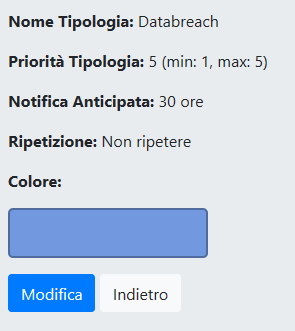 Nome Tipologia: Databreach
Priorità Tipologia: 5 (min: 1, max: 5)
Notifica Anticipata: 30 ore
Ripetizione: Non ripetere
Colore:
Modifica Indietro